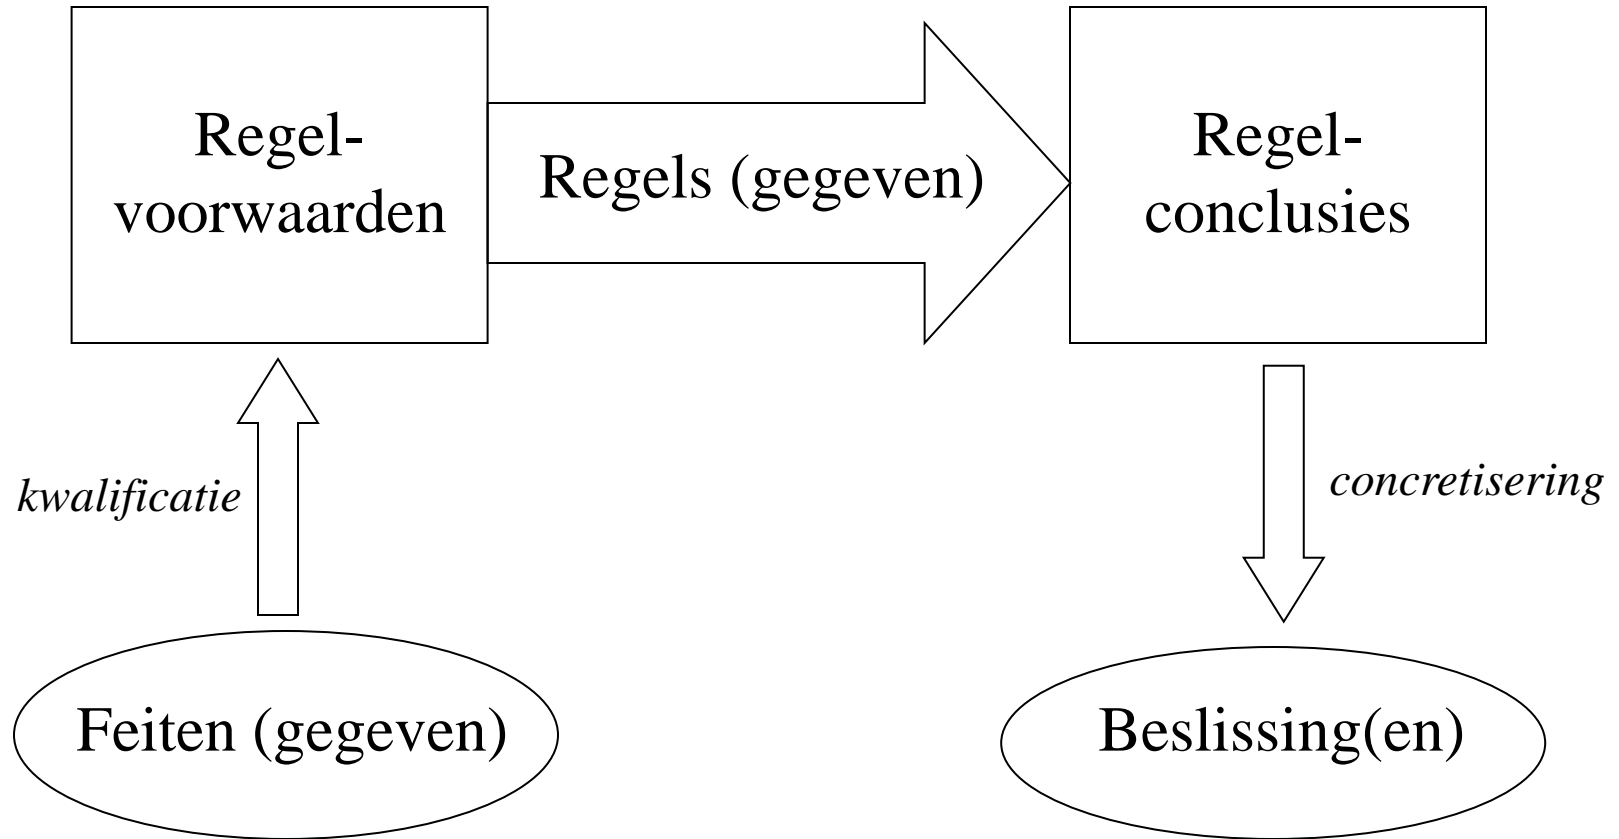 Regel-
voorwaarden
Regels (gegeven)
Regel-
conclusies
kwalificatie
concretisering
Feiten (gegeven)
Beslissing(en)